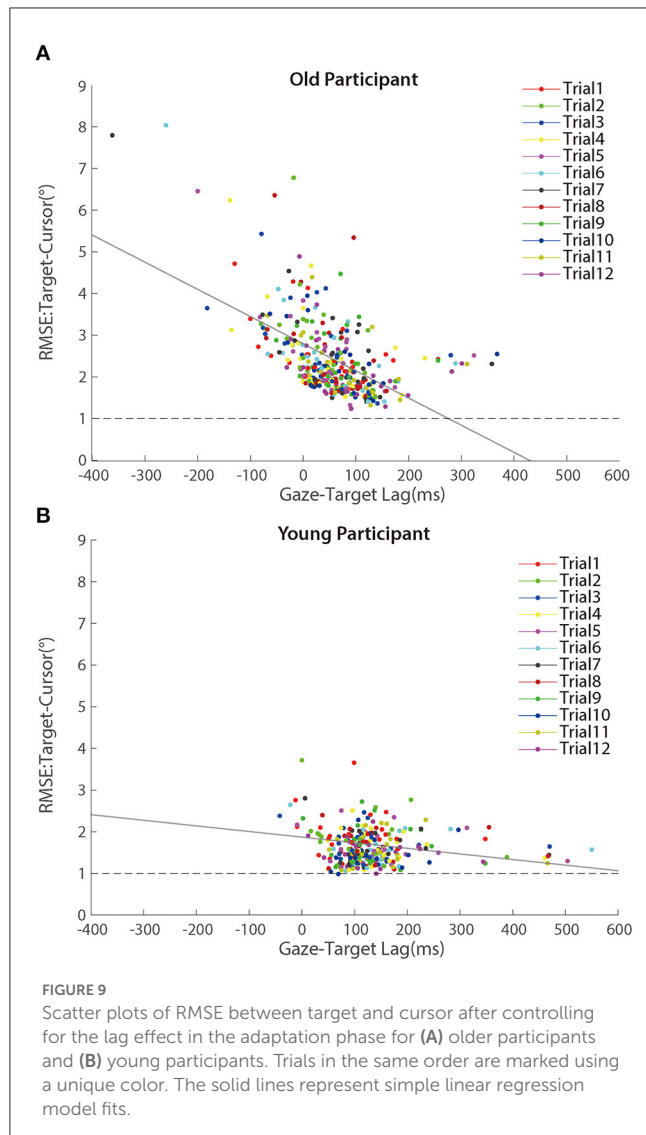 A
Old Participant
RMSE:Target-Cursor(°)
9
8
7
6
5
4
3
2
1
0
-400 -300 -200 -100 0 100 200 300 400 500 600
Gaze-Target Lag(ms)
Trial1
Trial2
Trial3
Trial4
Trial5
Trial6
Trial7
Trial8
Trial9
Trial10
Trial11
Trial12
B
Young Participant
RMSE:Target-Cursor(°)
9
8
7
6
5
4
3
2
1
0
-400 -300 -200 -100 0 100 200 300 400 500 600
Gaze-Target Lag(ms)
Trial1
Trial2
Trial3
Trial4
Trial5
Trial6
Trial7
Trial8
Trial9
Trial10
Trial11
Trial12
FIGURE 9
Scatter plots of RMSE between target and cursor after controlling
for the lag effect in the adaptation phase for (A) older participants
and (B) young participants. Trials in the same order are marked using
a unique color. The solid lines represent simple linear regression
model fits.